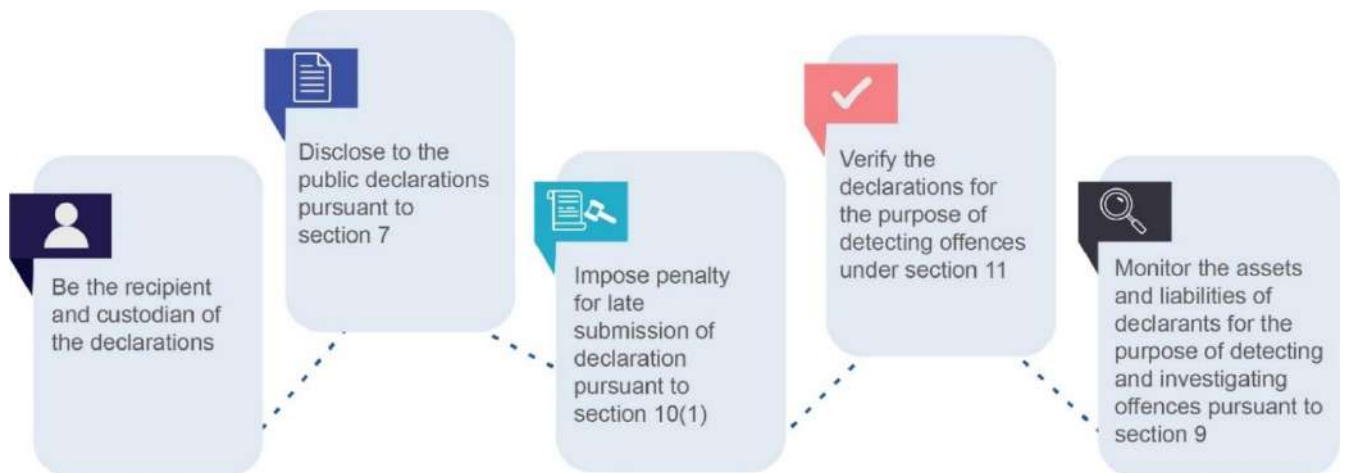 Be the recipient
and custodian of
the declarations
Disclose to the
public declarations
pursuant to
section 7
Impose penalty
for late
submission of
declaration
pursuant to
section 10(1)
Verify the
declarations for
the purpose of
detecting offences
under section 11
Monitor the assets
and liabilities of
declarants for the
purpose of detecting
and investigating
offences pursuant to
section 9